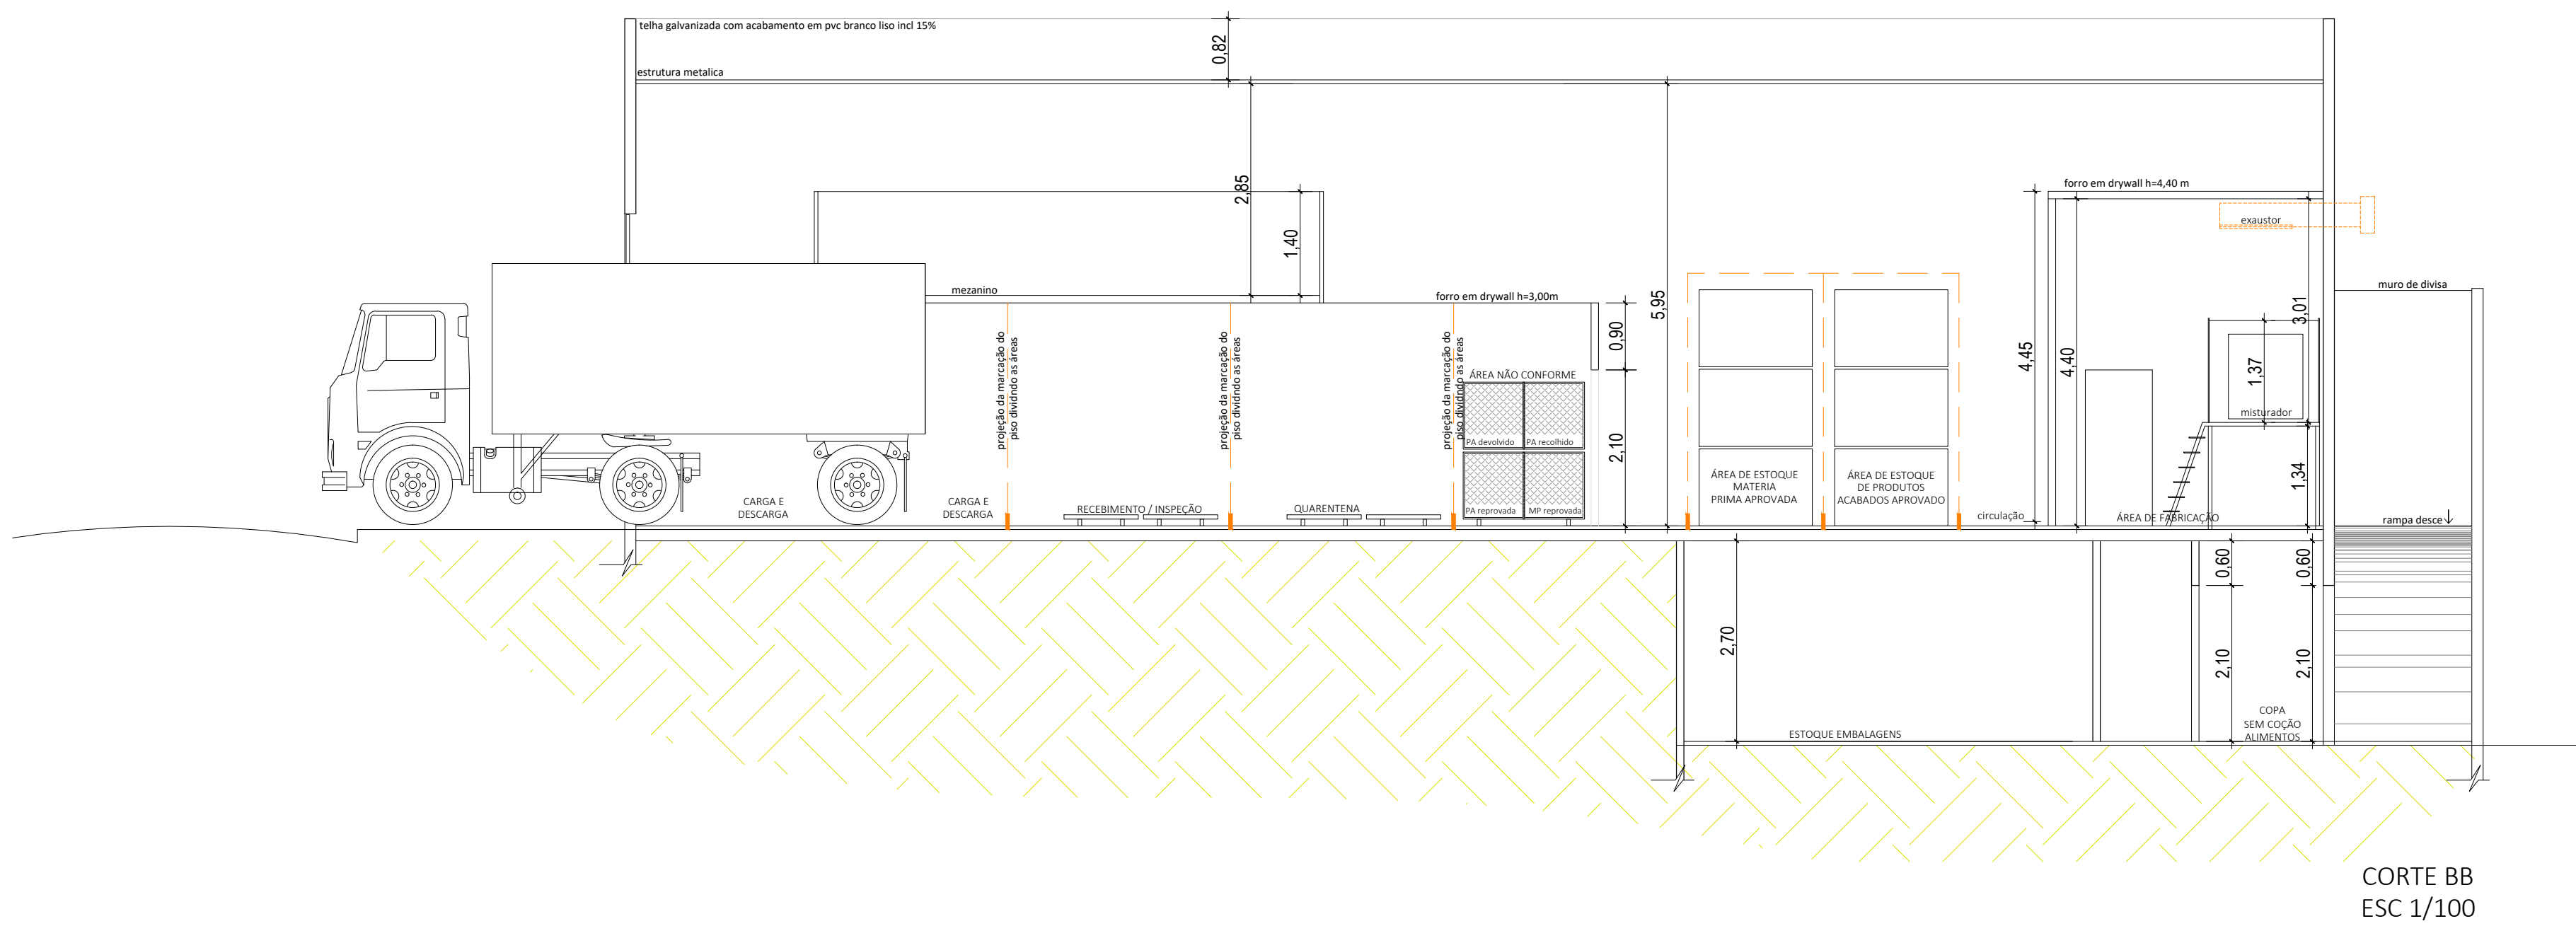 telha galvanizada com acabamento em pvc branco liso incl 15%
0,82
estrutura metalica
2,85
1,40
forro em drywall h=4,40 m
exaustor
mezanino
forro em drywall h=3,00m
muro de divisa
5,95
0,90
4,45
4,40
3,01
1,37
projeção da marcação do
piso dividndo as áreas
projeção da marcação do
piso dividndo as áreas
projeção da marcação do
piso dividndo as áreas
ÁREA NÃO CONFORME
misturador
PA devolvido
PA recolhido
2,10
1,34
ÁREA DE ESTOQUE
MATERIA
PRIMA APROVADA
ÁREA DE ESTOQUE
DE PRODUTOS
ACABADOS APROVADO
CARGA E
DESCARGA
CARGA E
DESCARGA
RECEBIMENTO / INSPEÇÃO
QUARENTENA
PA reprovada
MP reprovada
circulação
ÁREA DE FABRICAÇÃO
rampa desce
0,60
0,60
2,70
2,10
2,10
COPA
SEM COÇÃO
ALIMENTOS
ESTOQUE EMBALAGENS
CORTE BB
ESC 1/100